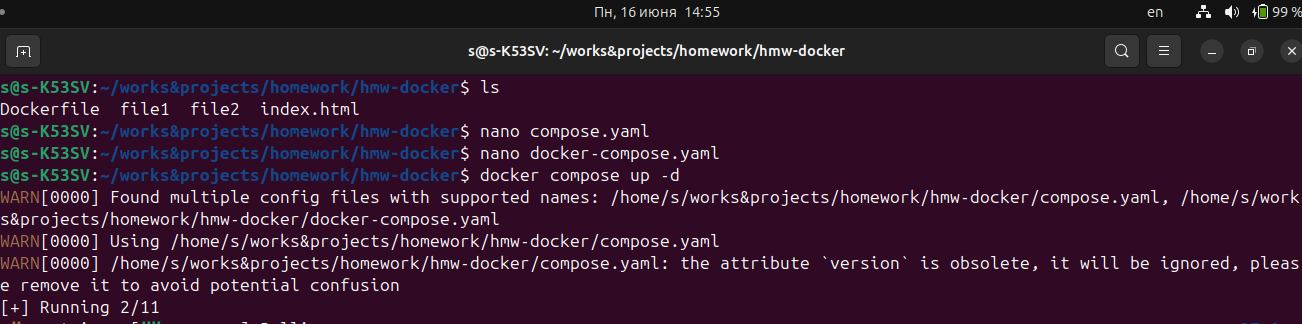 Пн, 16 июня 14:55
en
99 %
s@s-K53SV: ~/works&projects/homework/hmw-docker
s@s-K53SV:~/works&projects/homework/hmw-docker$ ls
Dockerfile file1 file2 index.html
s@s-K53SV:~/works&projects/homework/hmw-docker$ nano compose.yaml
s@s-K53SV:~/works&projects/homework/hmw-docker$ nano docker-compose.yaml
s@s-K53SV:~/works&projects/homework/hmw-docker$ docker compose up -d
WARN[0000] Found multiple config files with supported names: /home/s/works&projects/homework/hmw-docker/compose.yaml, /home/s/work
s&projects/homework/hmw-docker/docker-compose.yaml
WARN[0000] Using /home/s/works&projects/homework/hmw-docker/compose.yaml
WARN[0000] /home/s/works&projects/homework/hmw-docker/compose.yaml: the attribute `version` is obsolete, it will be ignored, pleas
e remove it to avoid potential confusion
[+] Running 2/11